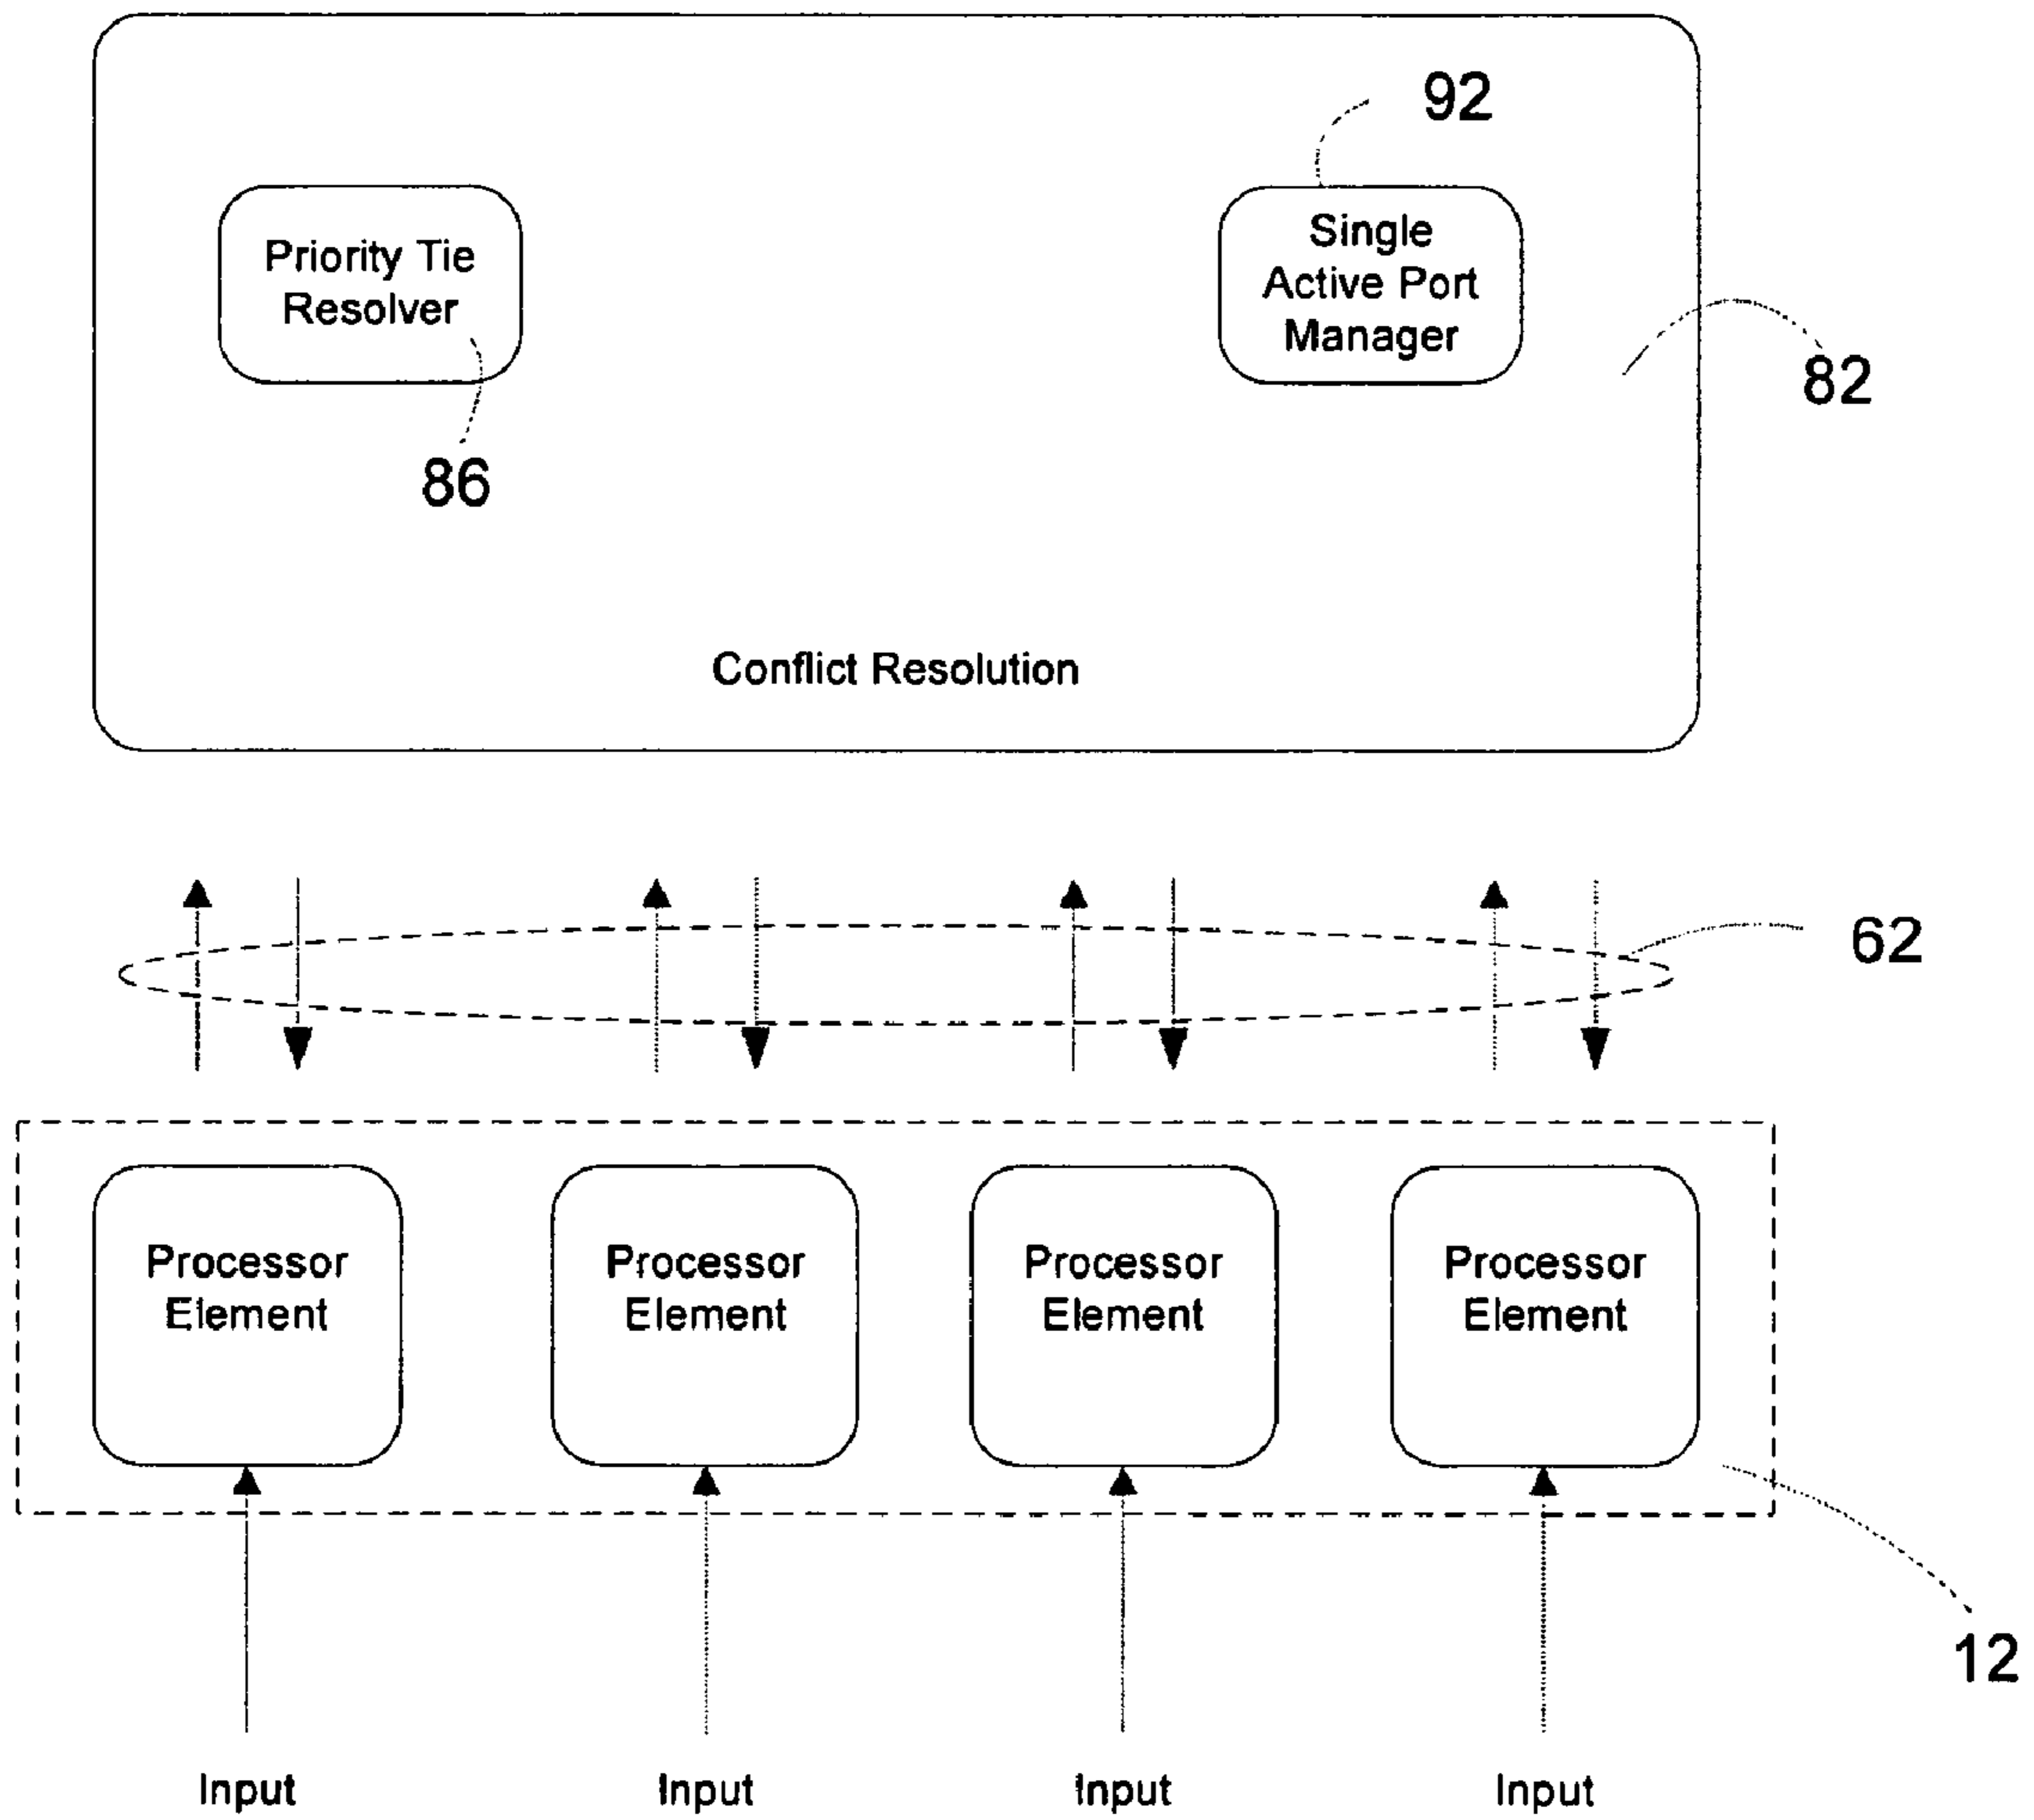 92
Priority Tie
Resolver
Single
Active Port
Manager
82
86
Conflict Resolution
62
Processor
Element
Processor
Element
Processor
Element
Processor
Element
12
Input
Input
Input
Input